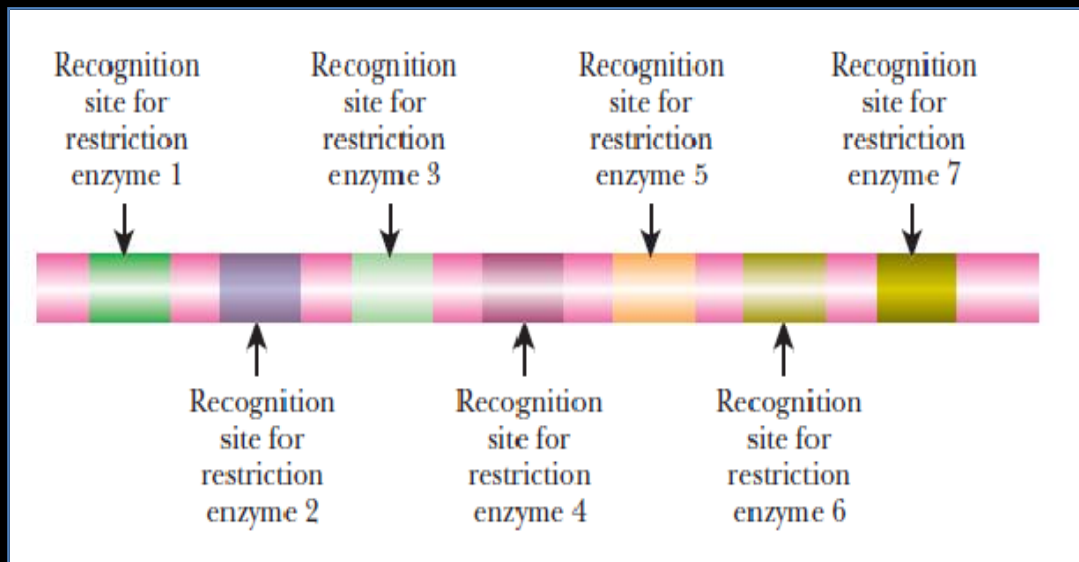 Recognition
site for
restriction
enzyme 1
Recognition
site for
restriction
enzyme 3
Recognition
site for
restriction
enzyme 5
Recognition
site for
restriction
enzyme 7
Recognition
site for
restriction
enzyme 2
Recognition
site for
restriction
enzyme 4
Recognition
site for
restriction
enzyme 6